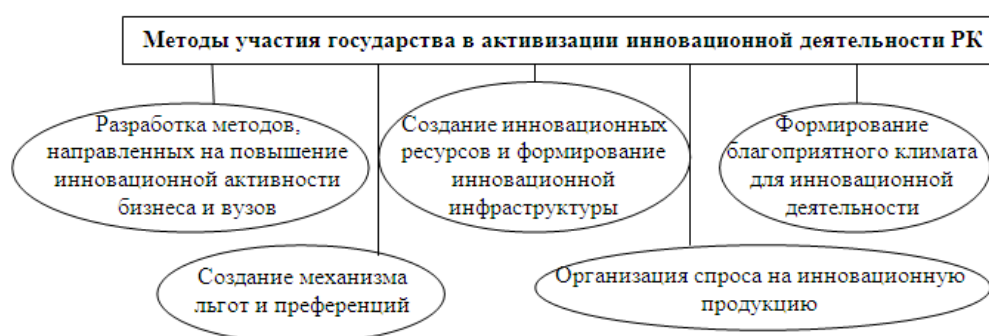 Методы участия государства в активизации инновационной деятельности РК
Разработка методов,
направленных на повышение
инновационной активности
бизнеса и вузов
Создание инновационных
ресурсов и формирование
инновационной
инфраструктуры
Формирование
благоприятного климата
для инновационной
деятельности
Создание механизма
льгот и преференций
Организация спроса на инновационную
продукцию